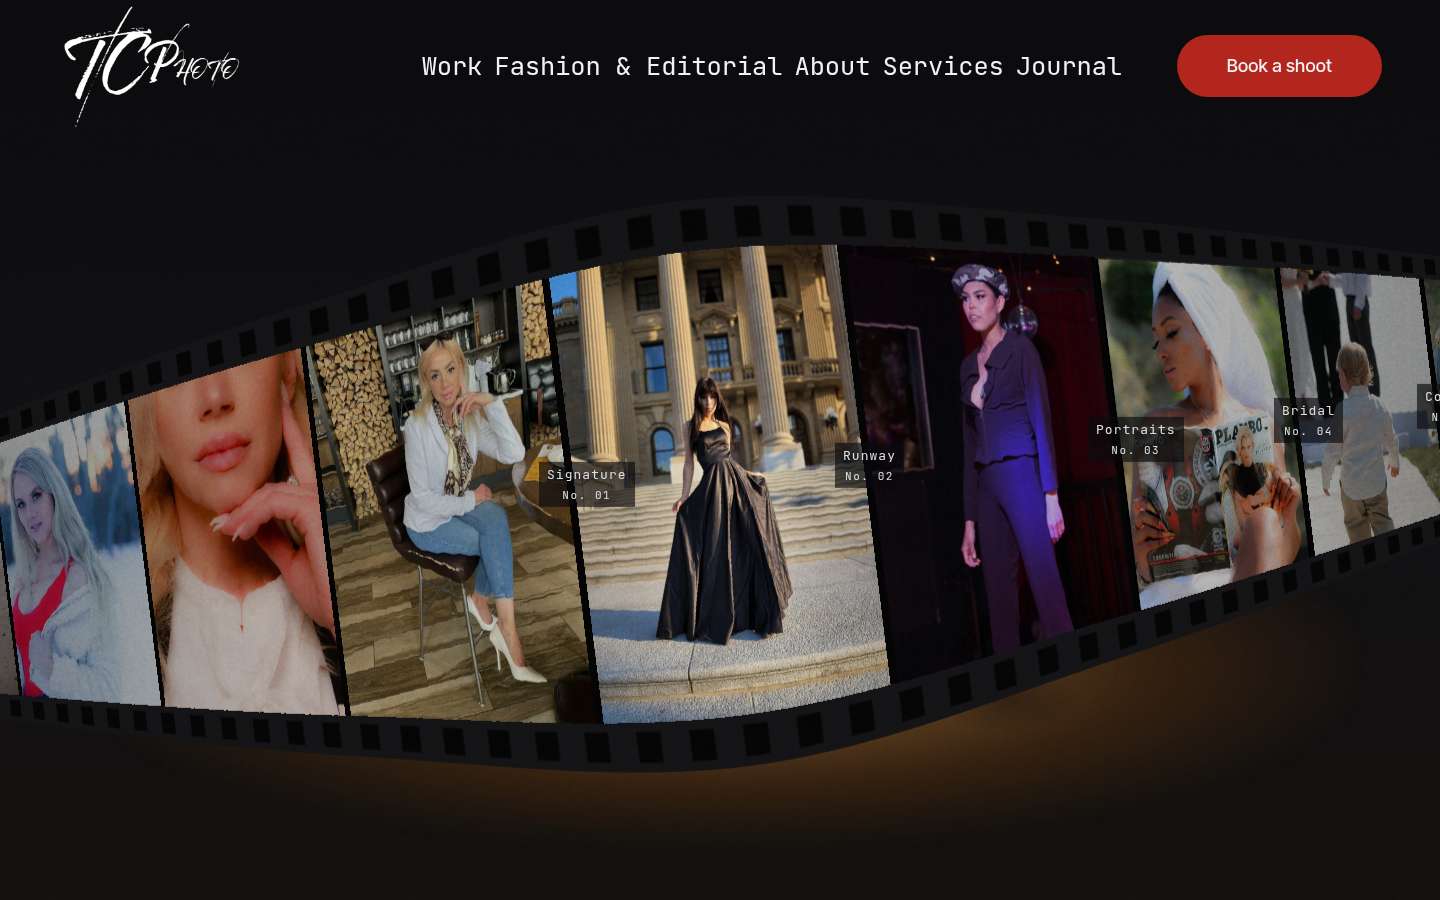 TCPHOTO
Work Fashion & Editorial About Services Journal
Book a shoot
Signature
No. 01
Runway
No. 02
Portraits
No. 03
Bridal
No. 04
PLAYBO